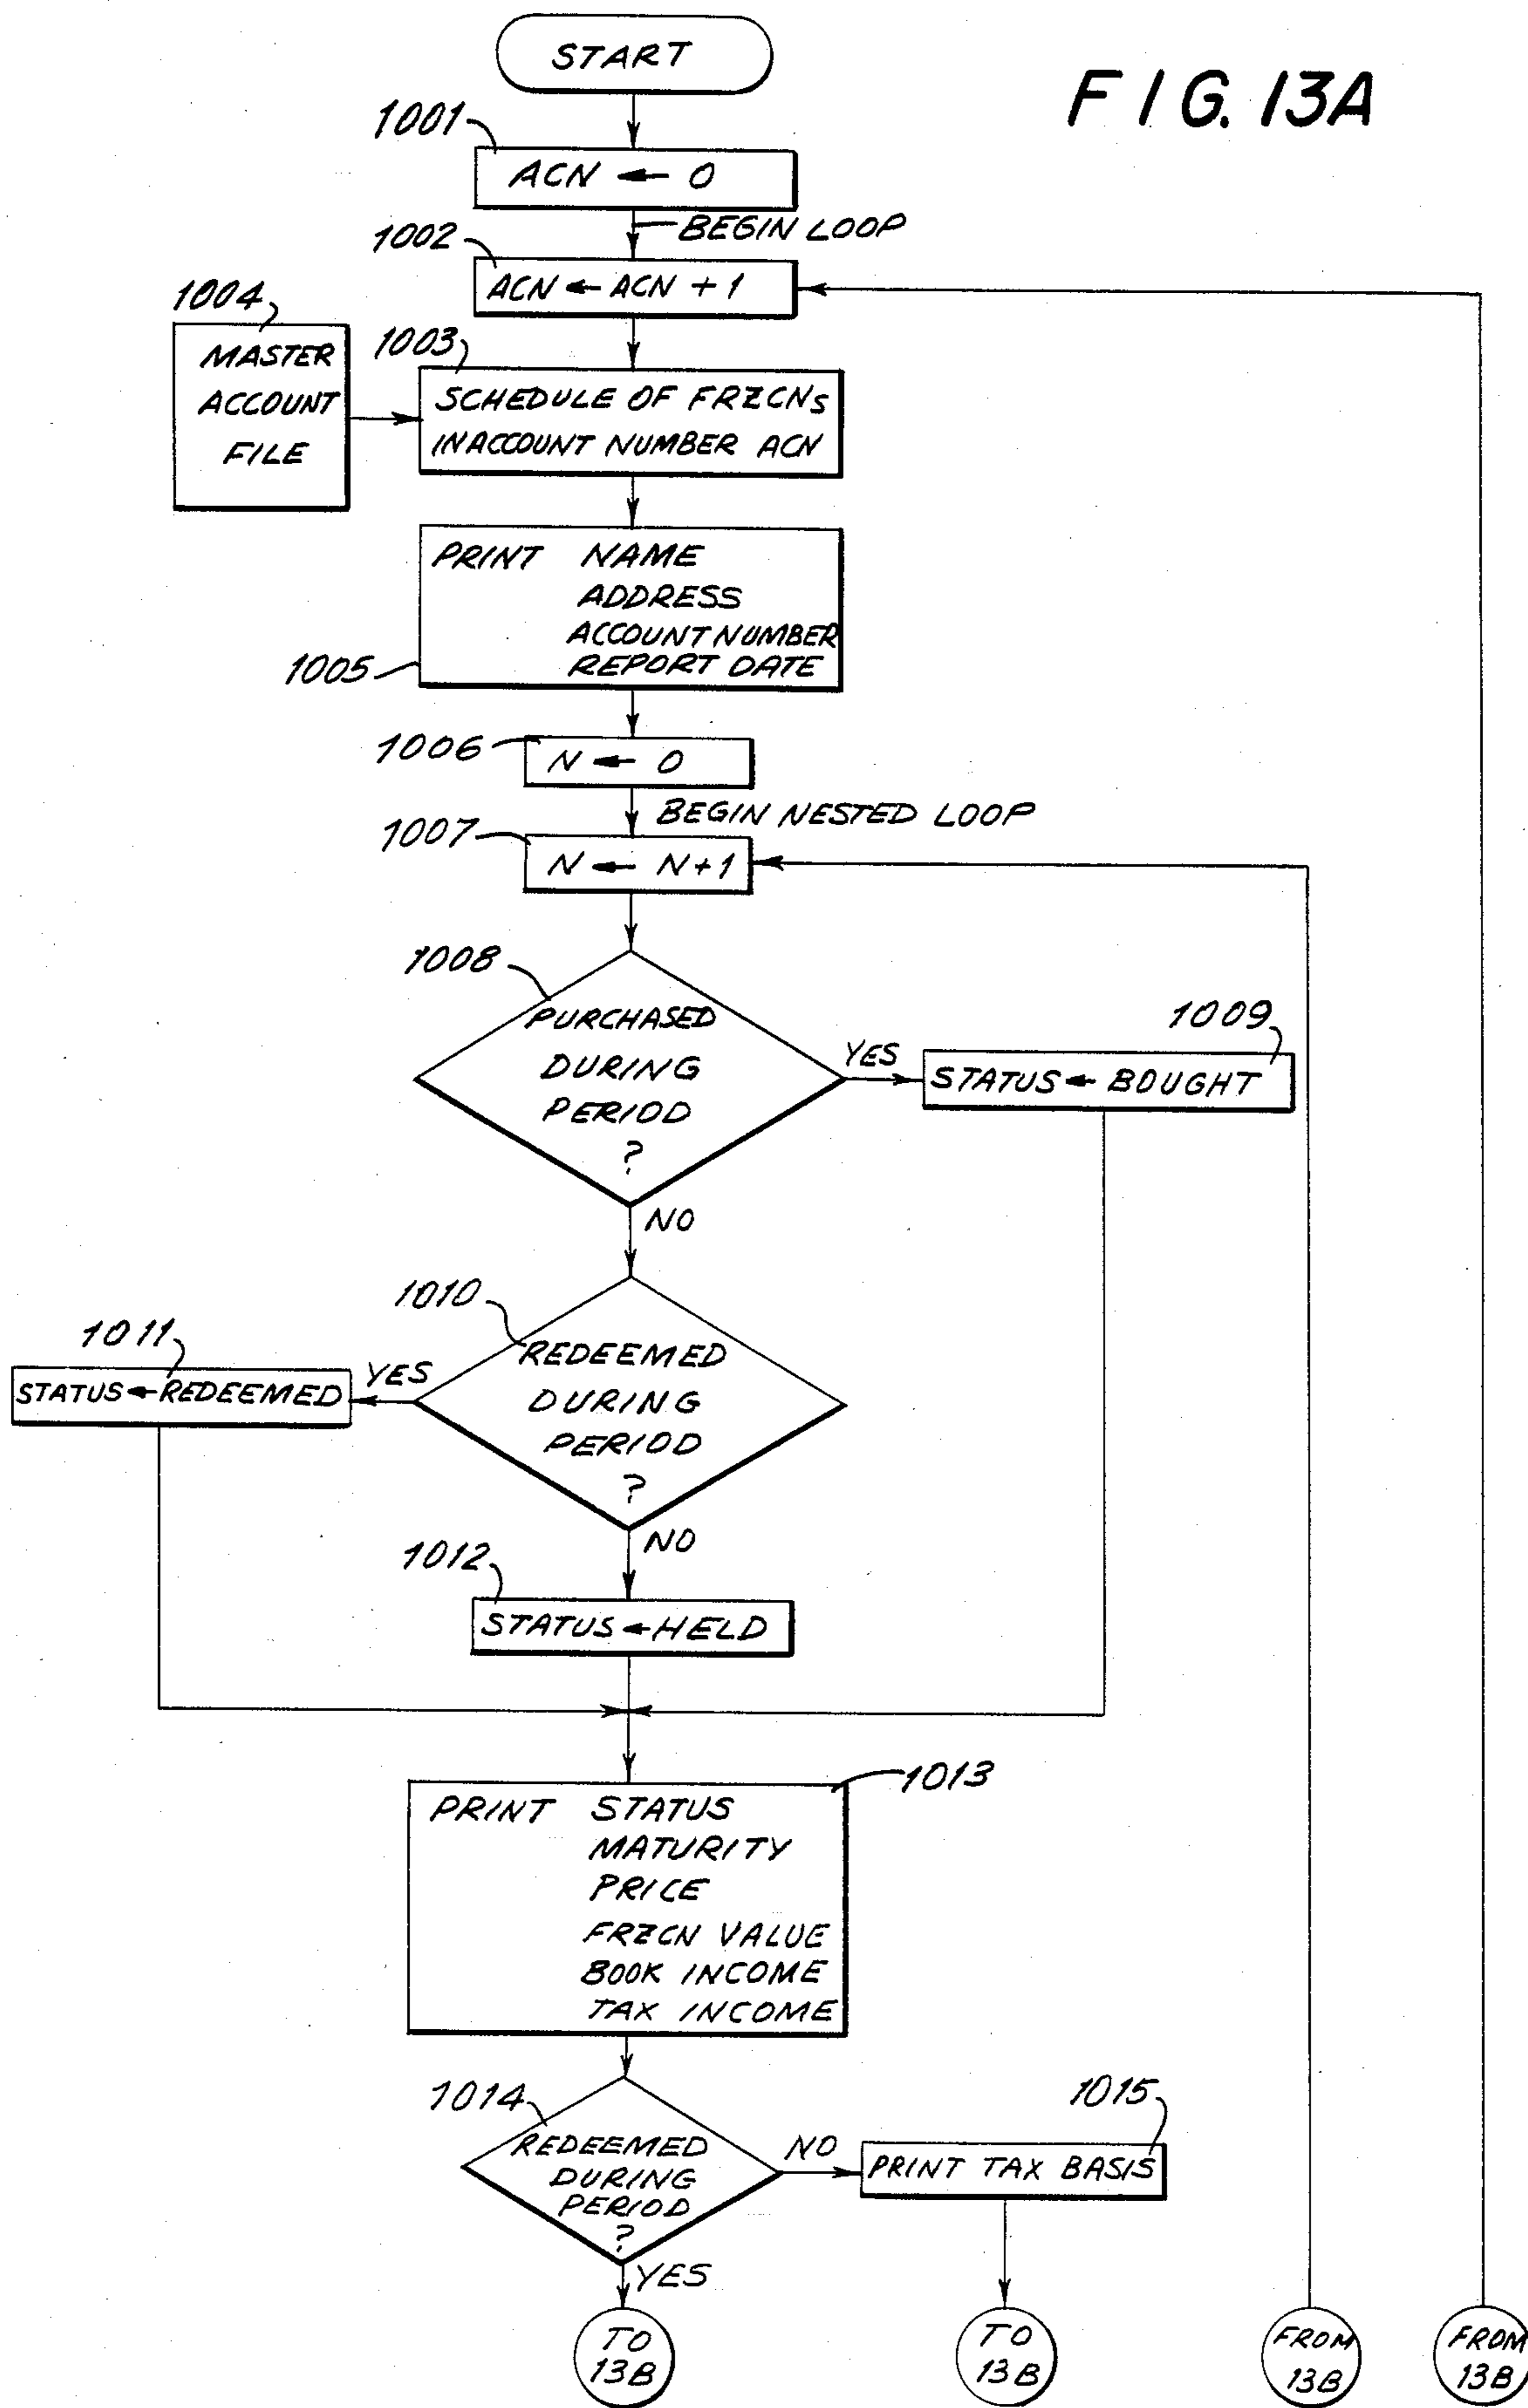 FIG. 13A
START
1001
ACN ← 0
BEGIN LOOP
1002
ACN ← ACN + 1
1004
MASTER
ACCOUNT
FILE
1003
SCHEDULE OF FRZCNs
IN ACCOUNT NUMBER ACN
PRINT NAME
ADDRESS
ACCOUNT NUMBER
REPORT DATE
1005
1006
N ← 0
BEGIN NESTED LOOP
1007
N ← N+1
1008
PURCHASED
DURING
PERIOD
?
YES
1009
STATUS ← BOUGHT
NO
1010
REDEEMED
DURING
PERIOD
?
YES
1011
STATUS ← REDEEMED
NO
1012
STATUS ← HELD
1013
PRINT STATUS
MATURITY
PRICE
FRZCN VALUE
BOOK INCOME
TAX INCOME
1014
REDEEMED
DURING
PERIOD
?
NO
1015
PRINT TAX BASIS
YES
TO
13B
TO
13B
FROM
13B
FROM
13B